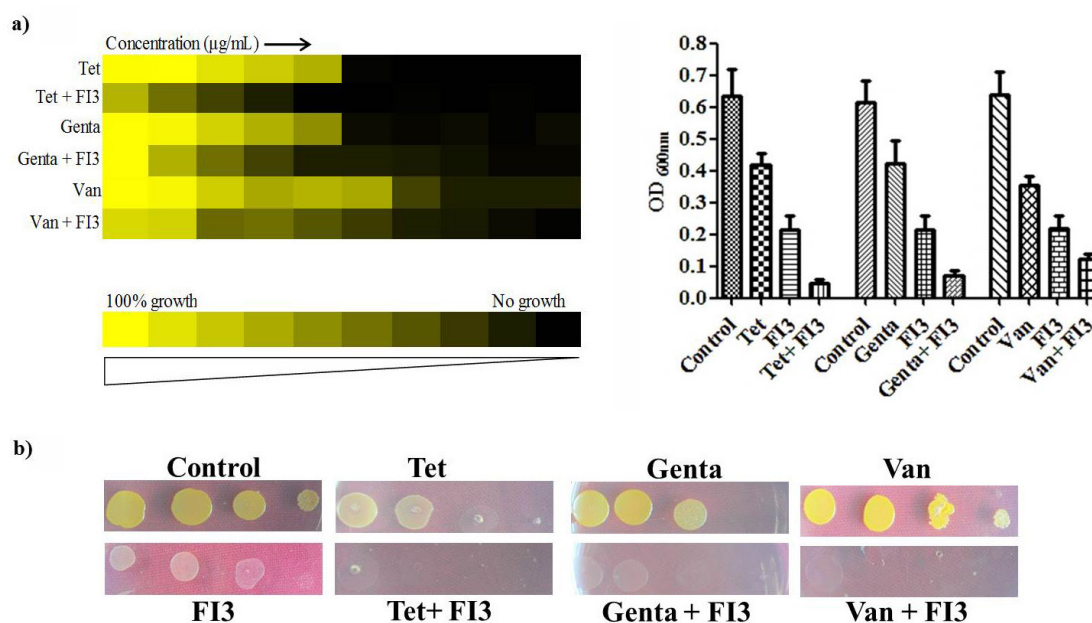 a)
Concentration (µg/mL)
Tet
Tet + FI3
Genta
Genta + FI3
Van
Van + FI3
100% growth No growth
OD 600nm
0.8
0.7
0.6
0.5
0.4
0.3
0.2
0.1
0.0
Control
Tet
FI3
Tet+ FI3
Control
Genta
FI3
Genta+ FI3
Control
Van
FI3
Van+ FI3
b)
Control Tet Genta Van
FI3 Tet+ FI3 Genta + FI3 Van + FI3